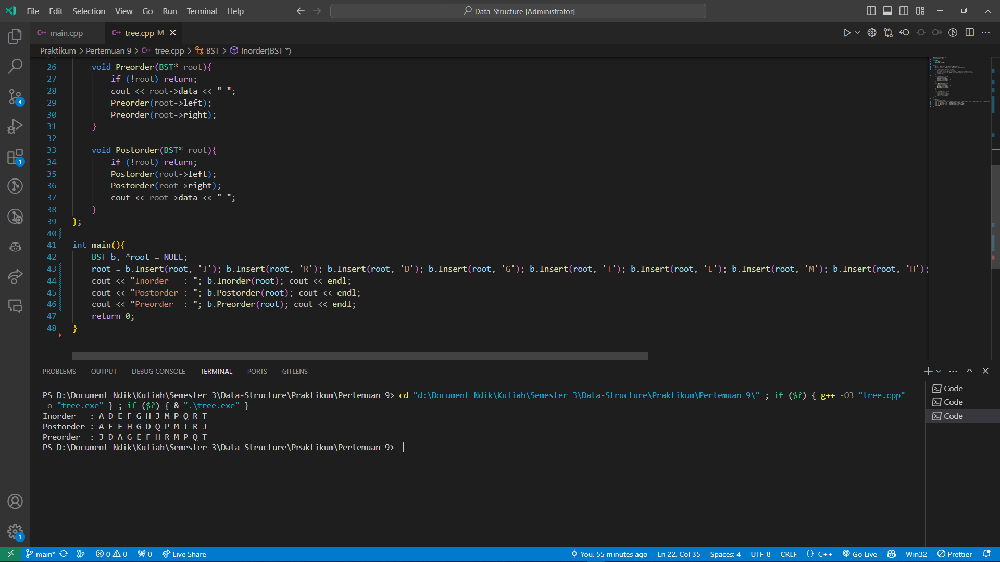 File Edit Selection View Go Run Terminal Help
Data-Structure [Administrator]
main.cpp
tree.cpp M
Praktikum > Pertemuan 9 > tree.cpp > BST > Inorder(BST *)
26 void Preorder(BST* root){
27 if (!root) return;
28 cout << root->data << " ";
29 Preorder(root->left);
30 Preorder(root->right);
31 }
32
33 void Postorder(BST* root){
34 if (!root) return;
35 Postorder(root->left);
36 Postorder(root->right);
37 cout << root->data << " ";
38 }
39 };
40
41 int main(){
42 BST b, *root = NULL;
43 root = b.Insert(root, 'J'); b.Insert(root, 'R'); b.Insert(root, 'D'); b.Insert(root, 'G'); b.Insert(root, 'T'); b.Insert(root, 'E'); b.Insert(root, 'M'); b.Insert(root, 'H');
44 cout << "Inorder   : "; b.Inorder(root); cout << endl;
45 cout << "Postorder : "; b.Postorder(root); cout << endl;
46 cout << "Preorder  : "; b.Preorder(root); cout << endl;
47 return 0;
48 }
4
1
1
PROBLEMS OUTPUT DEBUG CONSOLE TERMINAL PORTS GITLENS
PS D:\Document Ndik\Kuliah\Semester 3\Data-Structure\Praktikum\Pertemuan 9> cd "d:\Document Ndik\Kuliah\Semester 3\Data-Structure\Praktikum\Pertemuan 9\" ; if ($?) { g++ -O3 "tree.cpp"
-o "tree.exe" } ; if ($?) { & ".\tree.exe" }
Inorder   : A D E F G H J M P Q R T
Postorder : A F E H G D Q P M T R J
Preorder  : J D A G E F H R M P Q T
PS D:\Document Ndik\Kuliah\Semester 3\Data-Structure\Praktikum\Pertemuan 9>
Code
Code
Code
main* 0 0 0 Live Share You, 55 minutes ago Ln 22, Col 35 Spaces: 4 UTF-8 CRLF {} C++ Go Live Win32 Prettier